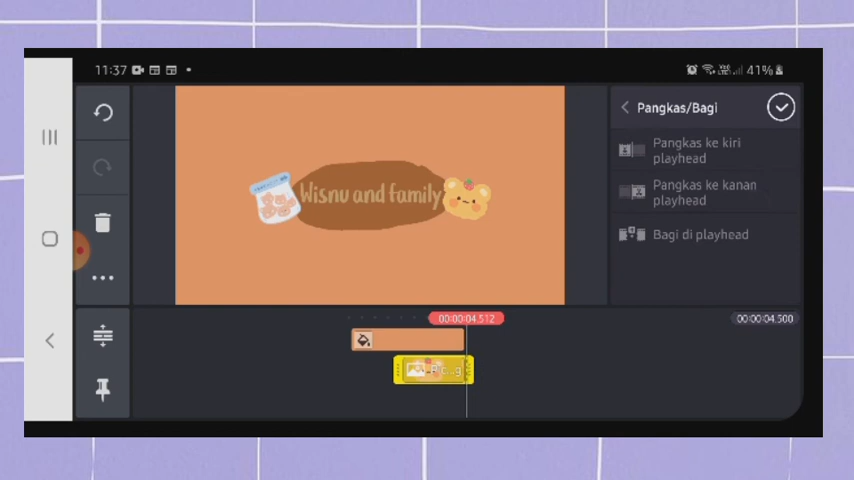 11:37
41%
Pangkas/Bagi
Pangkas ke kiri
playhead
Pangkas ke kanan
playhead
Bagi di playhead
Wisnu and family
00:00:04.512
00:00:04.500